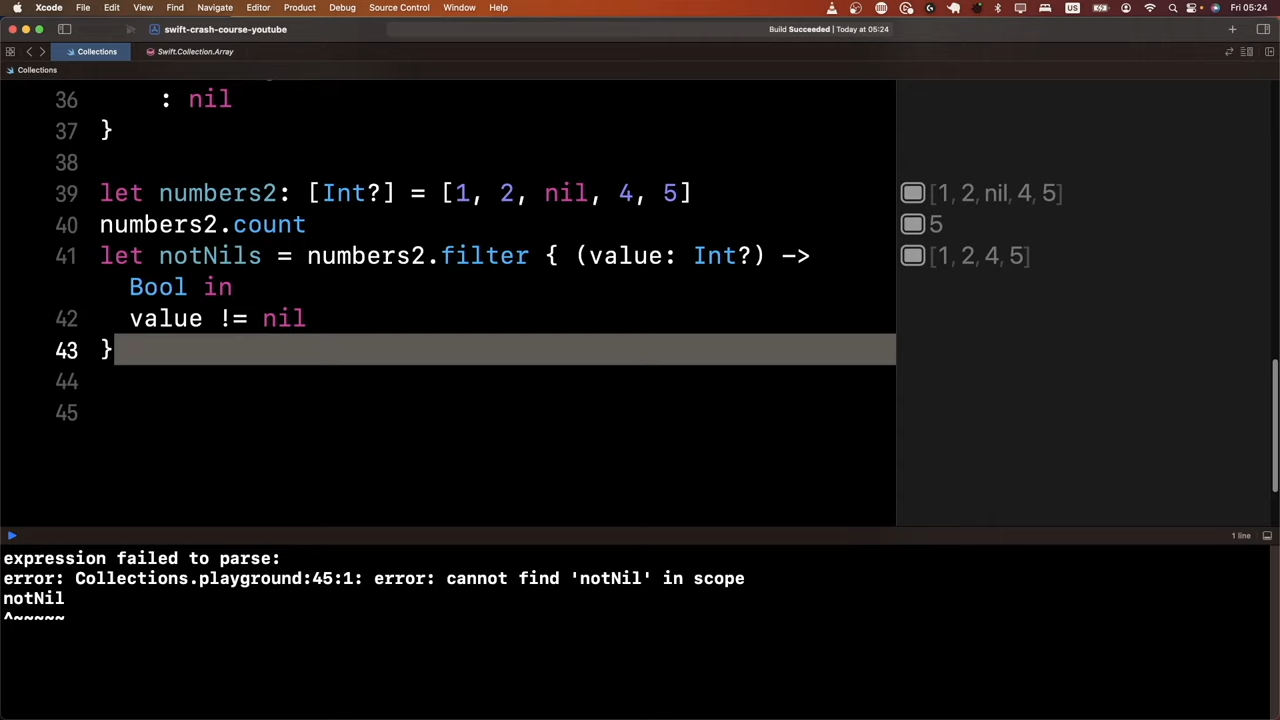 Xcode File Edit View Find Navigate Editor Product Debug Source Control Window Help US Fri 05:24
swift-crash-course-youtube Build Succeeded | Today at 05:24
Collections Swift.Collection.Array
Collections
36 : nil
37 }
38
39 let numbers2: [Int?] = [1, 2, nil, 4, 5] [1, 2, nil, 4, 5]
40 numbers2.count 5
41 let notNils = numbers2.filter { (value: Int?) -> [1, 2, 4, 5]
Bool in
42 value != nil
43 }
44
45
1 line
expression failed to parse:
error: Collections.playground:45:1: error: cannot find 'notNil' in scope
notNil
^~~~~~